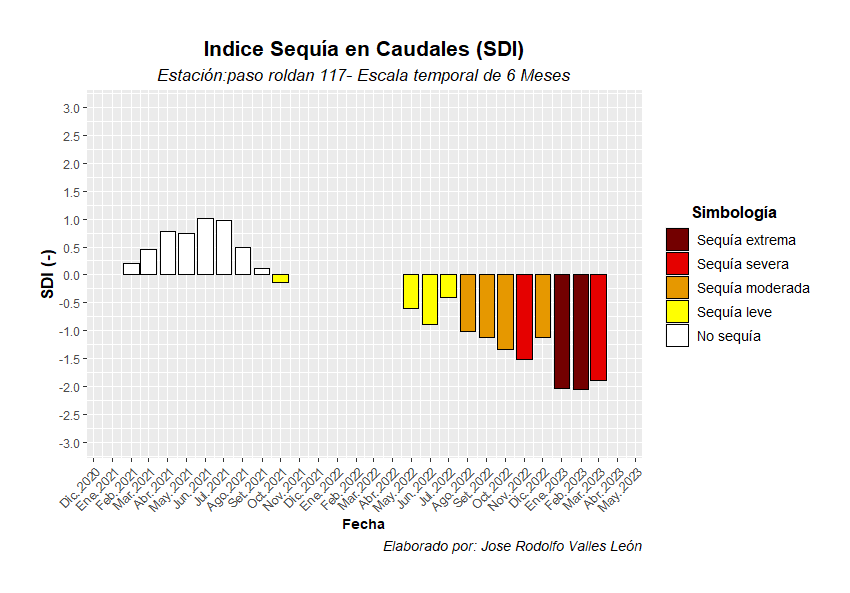 Indice Sequía en Caudales (SDI)
Estación:paso roldan 117- Escala temporal de 6 Meses
SDI (-)
3.0
2.5
2.0
1.5
1.0
0.5
0.0
-0.5
-1.0
-1.5
-2.0
-2.5
-3.0
Dic.2020
Ene.2021
Feb.2021
Mar.2021
Abr.2021
May.2021
Jun.2021
Jul.2021
Ago.2021
Set.2021
Oct.2021
Nov.2021
Dic.2021
Ene.2022
Feb.2022
Mar.2022
Abr.2022
May.2022
Jun.2022
Jul.2022
Ago.2022
Set.2022
Oct.2022
Nov.2022
Dic.2022
Ene.2023
Feb.2023
Mar.2023
Abr.2023
May.2023
Fecha
Elaborado por: Jose Rodolfo Valles León
Simbología
Sequía extrema
Sequía severa
Sequía moderada
Sequía leve
No sequía